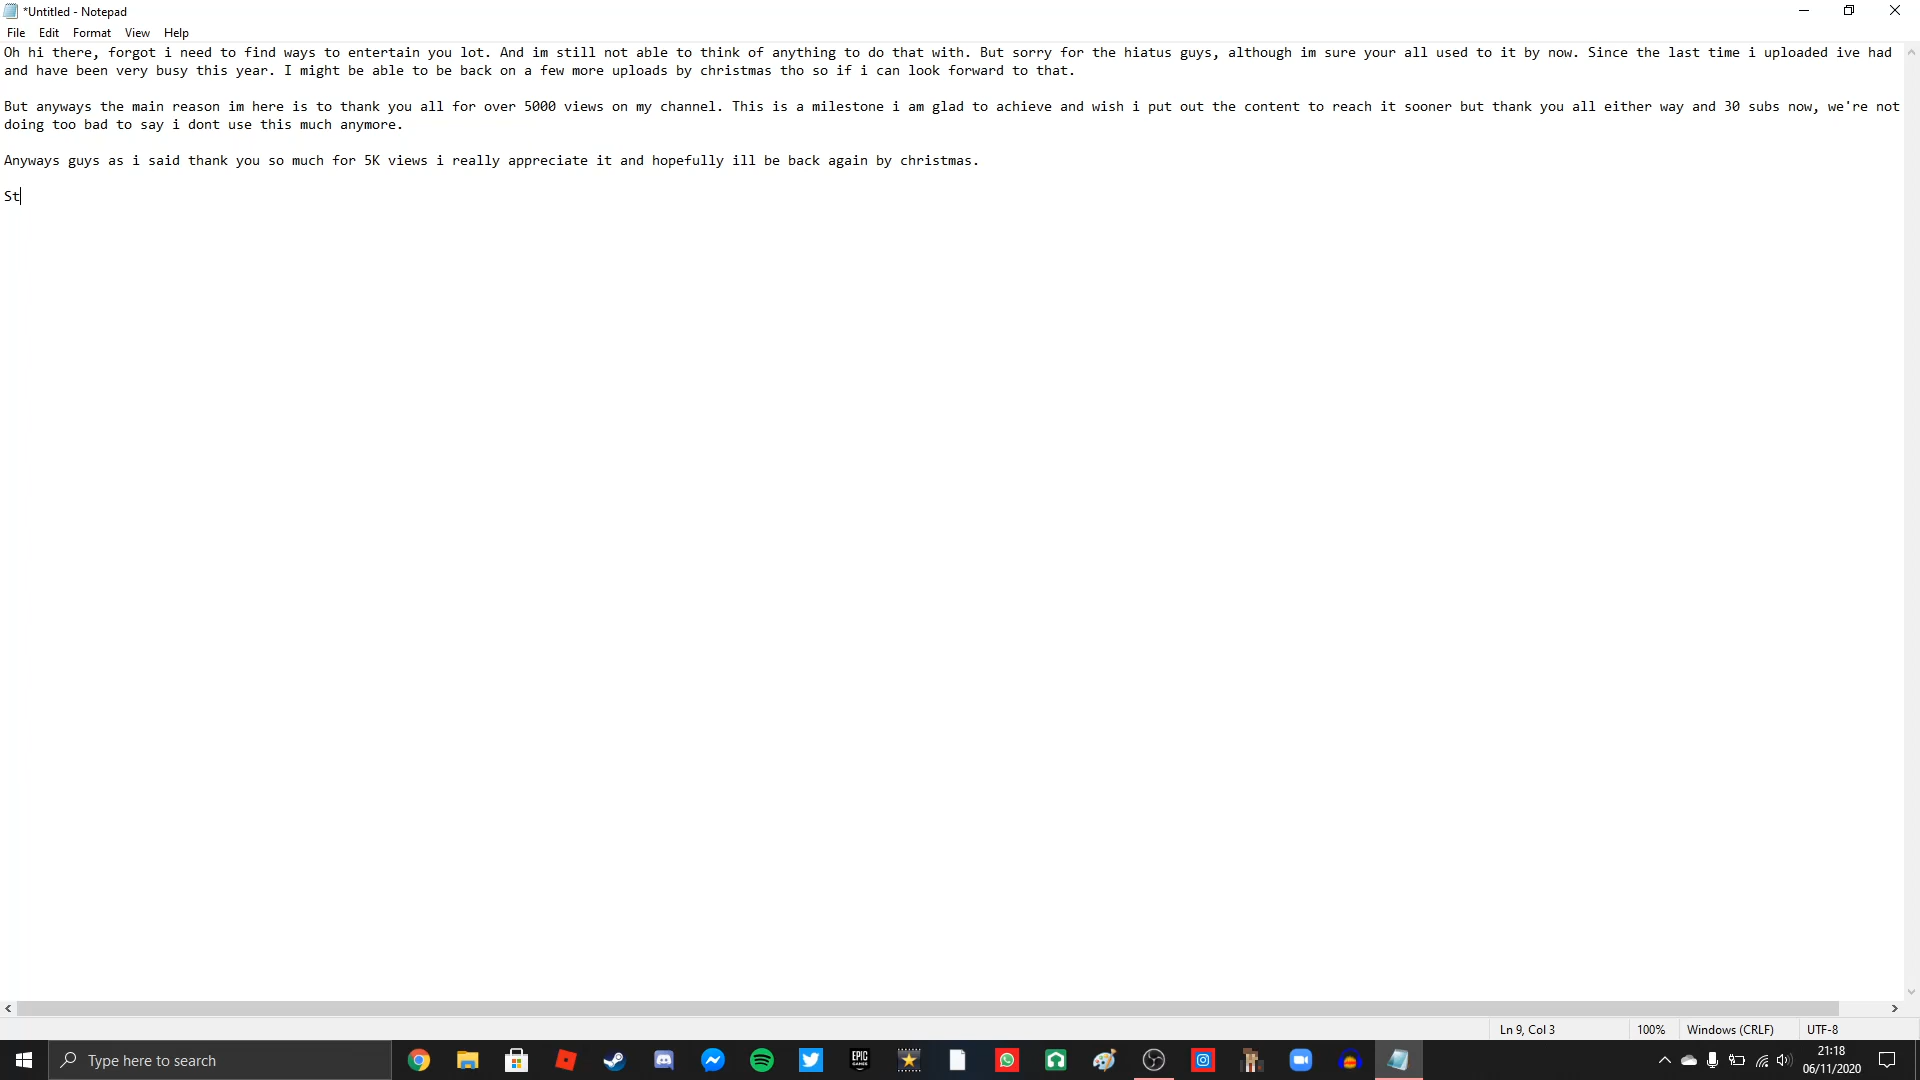 *Untitled - Notepad
File Edit Format View Help
Oh hi there, forgot i need to find ways to entertain you lot. And im still not able to think of anything to do that with. But sorry for the hiatus guys, although im sure your all used to it by now. Since the last time i uploaded ive had
and have been very busy this year. I might be able to be back on a few more uploads by christmas tho so if i can look forward to that.
But anyways the main reason im here is to thank you all for over 5000 views on my channel. This is a milestone i am glad to achieve and wish i put out the content to reach it sooner but thank you all either way and 30 subs now, we're not
doing too bad to say i dont use this much anymore.
Anyways guys as i said thank you so much for 5K views i really appreciate it and hopefully ill be back again by christmas.
St
Ln 9, Col 3 100% Windows (CRLF) UTF-8
Type here to search
EPIC GAMES
21:18
06/11/2020